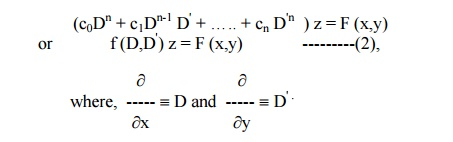 (c₀Dⁿ + c₁Dⁿ⁻¹ D' + ….. + cₙ D'ⁿ ) z = F (x,y)
or f (D,D') z = F (x,y) ---------(2),
∂ ∂
where, ----- ≡ D and ----- ≡ D' .
∂x ∂y